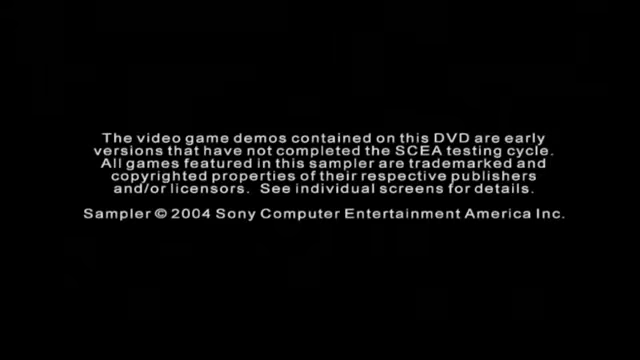 The video game demos contained on this DVD are early
versions that have not completed the SCEA testing cycle.
All games featured in this sampler are trademarked and
copyrighted properties of their respective publishers
and/or licensors.  See individual screens for details.
Sampler © 2004 Sony Computer Entertainment America Inc.